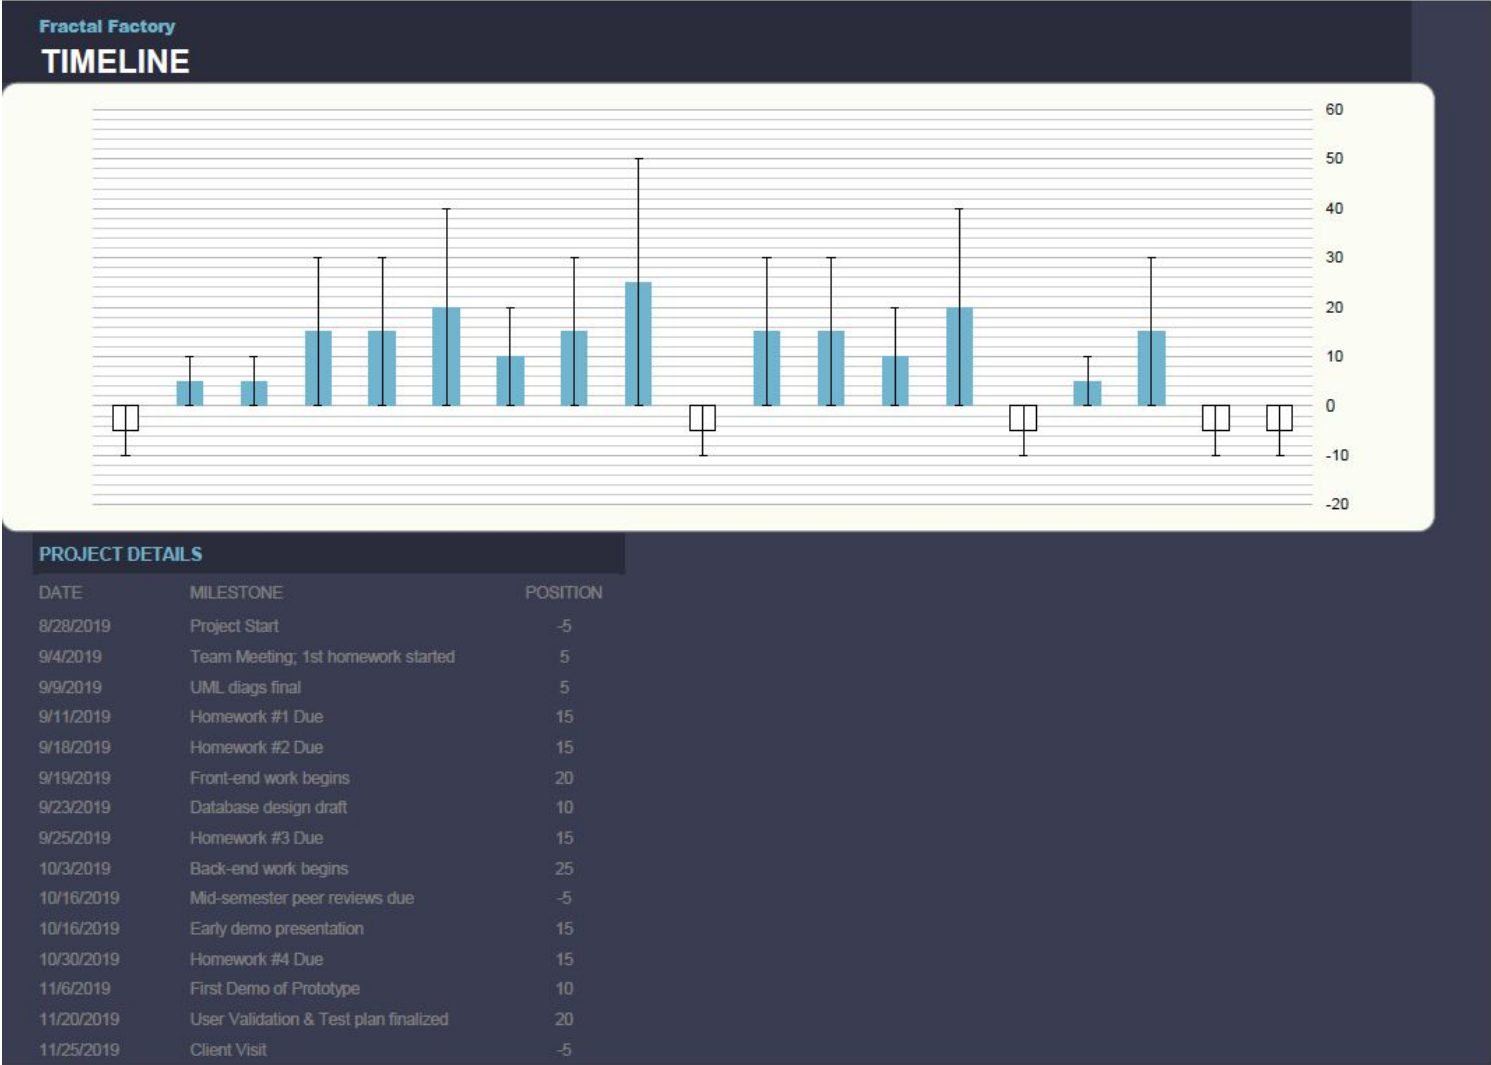 Fractal Factory
TIMELINE
60
50
40
30
20
10
0
-10
-20
PROJECT DETAILS
DATE MILESTONE POSITION
8/28/2019 Project Start -5
9/4/2019 Team Meeting; 1st homework started 5
9/9/2019 UML diags final 5
9/11/2019 Homework #1 Due 15
9/18/2019 Homework #2 Due 15
9/19/2019 Front-end work begins 20
9/23/2019 Database design draft 10
9/25/2019 Homework #3 Due 15
10/3/2019 Back-end work begins 25
10/16/2019 Mid-semester peer reviews due -5
10/16/2019 Early demo presentation 15
10/30/2019 Homework #4 Due 15
11/6/2019 First Demo of Prototype 10
11/20/2019 User Validation & Test plan finalized 20
11/25/2019 Client Visit -5